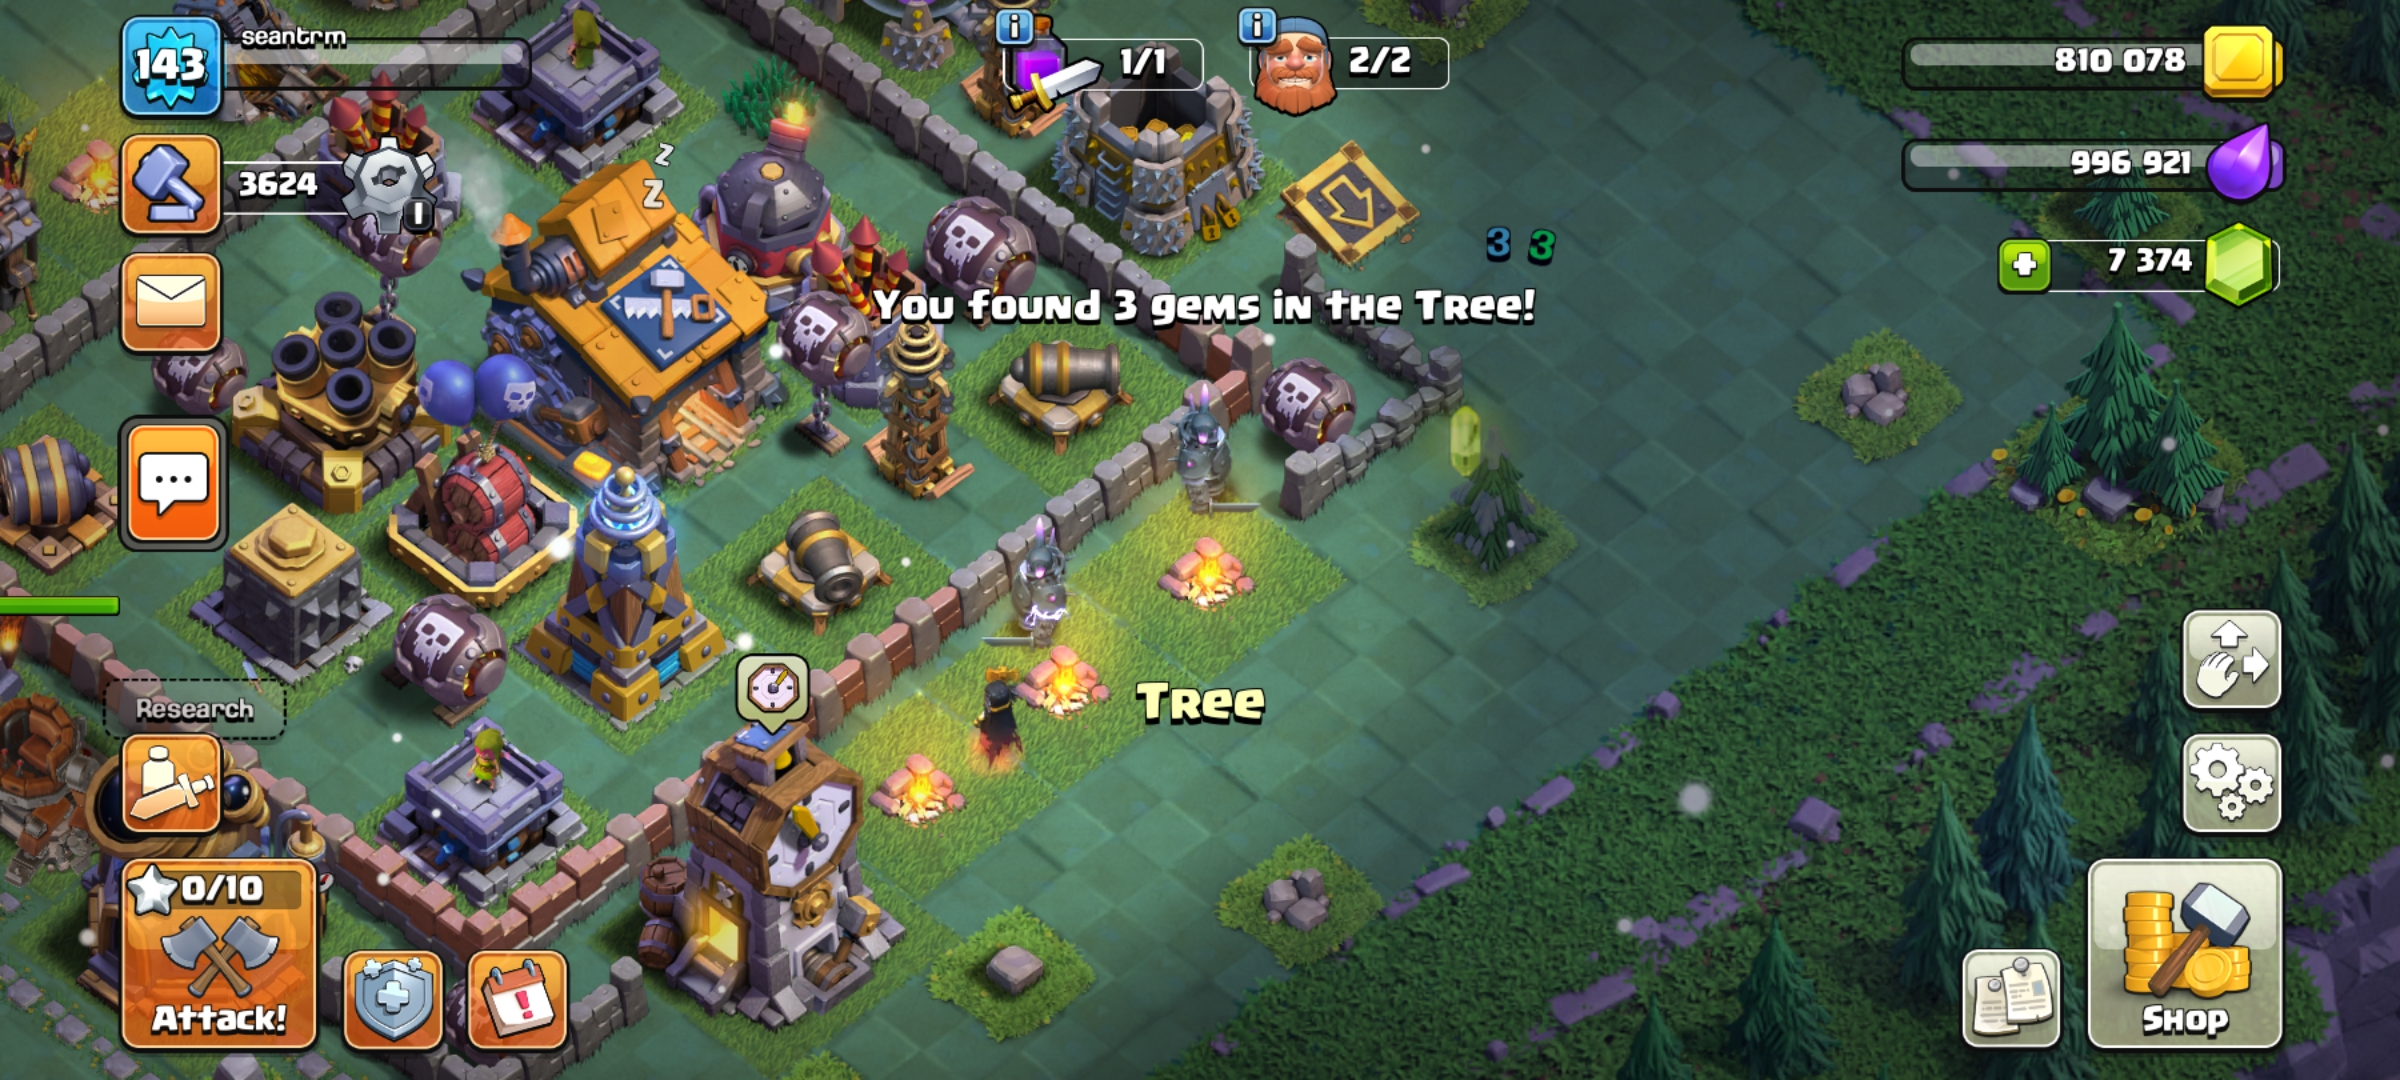 143
seantrm
1/1
2/2
810 078
3624
996 921
z
z
7 374
3 3
You found 3 gems in the Tree!
Research
Tree
0/10
Attack!
Shop